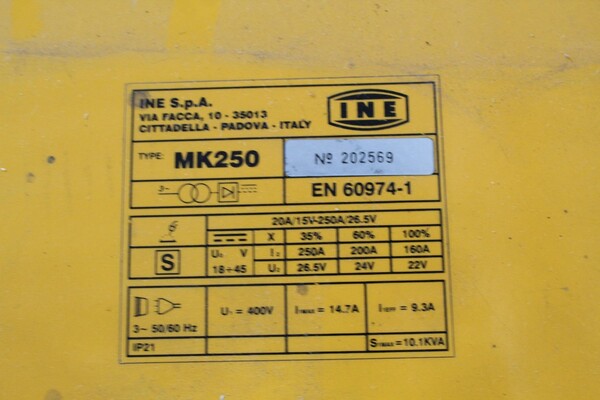 INE S.p.A.
VIA FACCA, 10 - 35013
CITTADELLA - PADOVA - ITALY
INE
TYPE: MK250
Nº 202569
3~
EN 60974-1
20A/15V-250A/26.5V
X 35% 60% 100%
U₀ V I₂ 250A 200A 160A
S 18÷45 U₂ 26.5V 24V 22V
3~ 50/60 Hz U₁ = 400V I₁MAX = 14.7A I₁EFF = 9.3A
IP21 S₁MAX = 10.1KVA